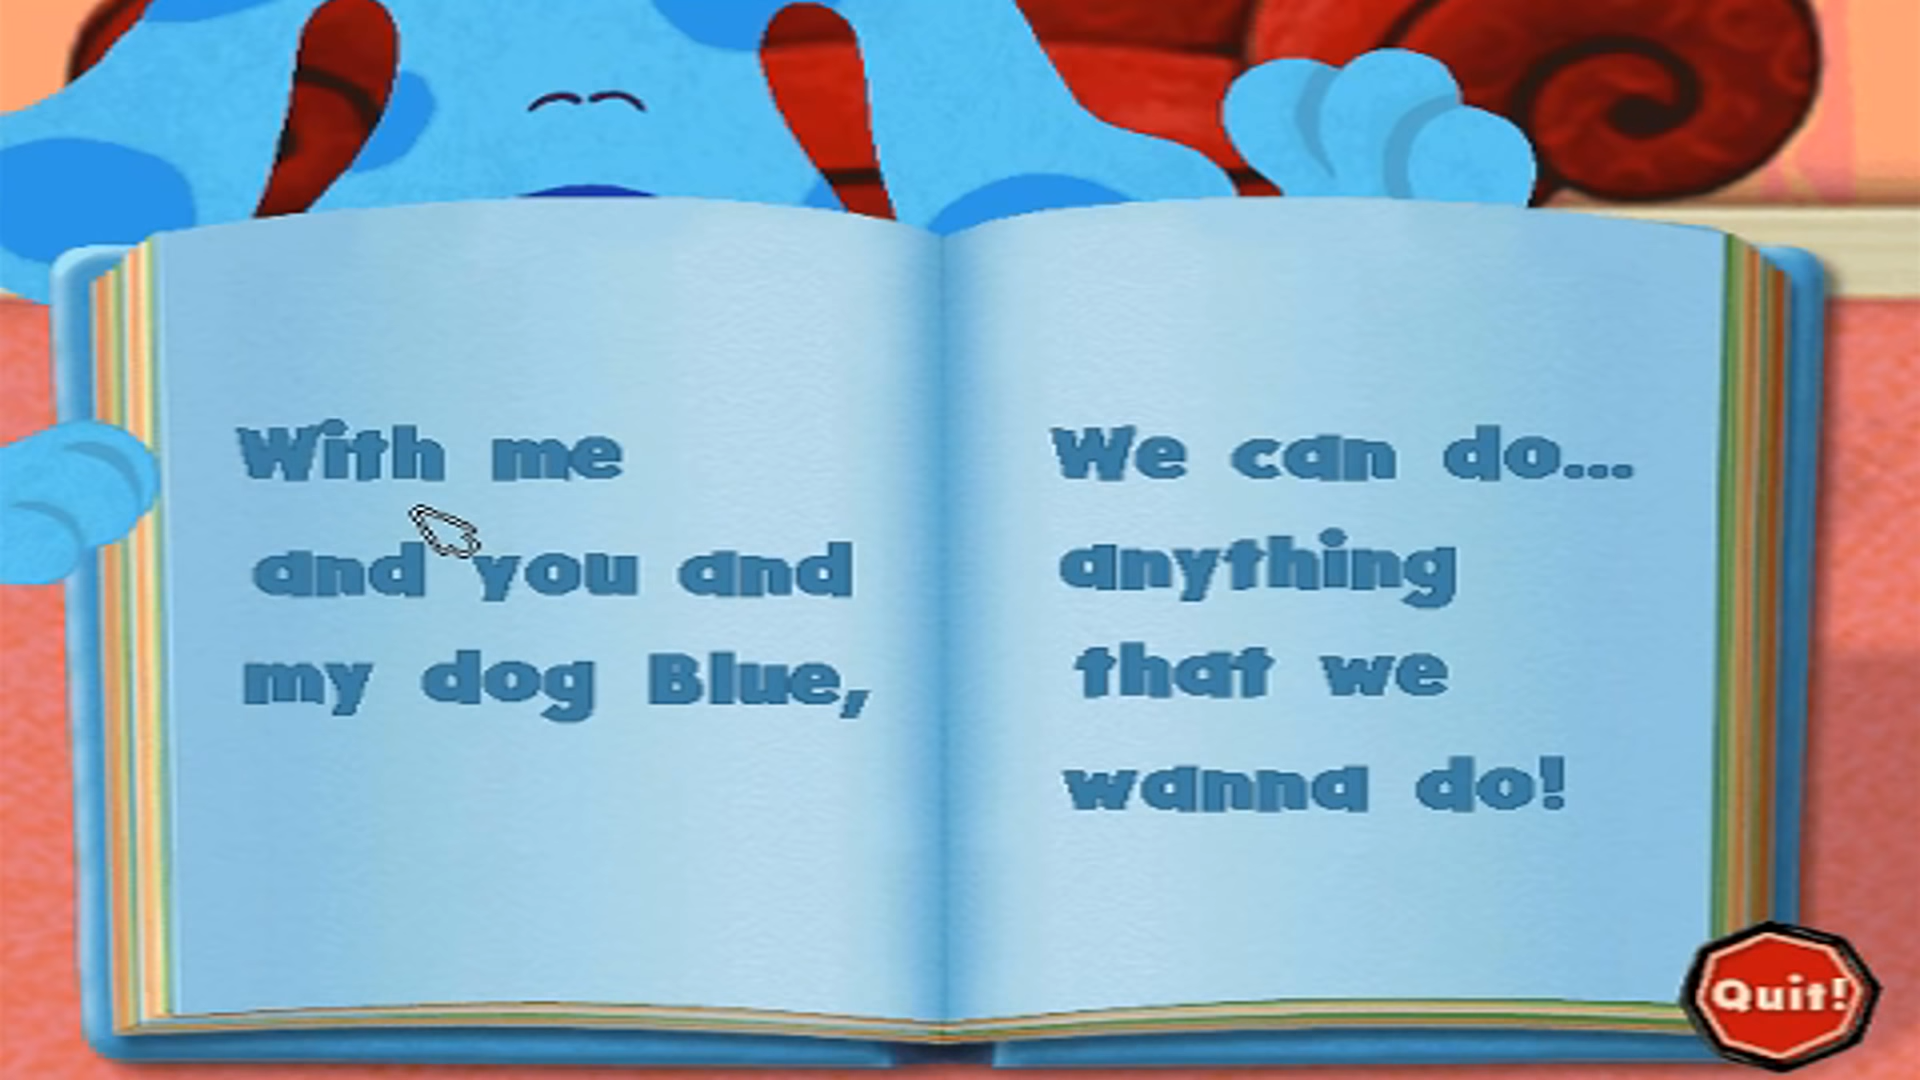 With me
and you and
my dog Blue,
We can do...
anything
that we
wanna do!
Quit!